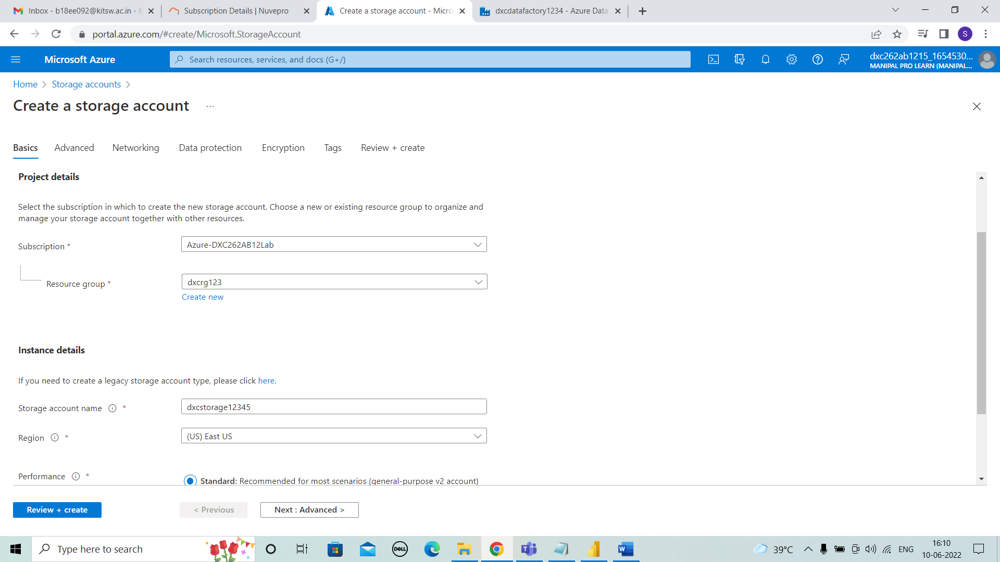 Inbox - b18ee092@kitsw.ac.in - K
Subscription Details | Nuvepro
Create a storage account - Micro
dxcdatafactory1234 - Azure Data
portal.azure.com/#create/Microsoft.StorageAccount
S
Microsoft Azure
Search resources, services, and docs (G+/)
dxc262ab1215_1654530...
MANIPAL PRO LEARN (MANIPAL...
Home > Storage accounts >
Create a storage account ...
Basics Advanced Networking Data protection Encryption Tags Review + create
Project details
Select the subscription in which to create the new storage account. Choose a new or existing resource group to organize and
manage your storage account together with other resources.
Subscription *
Azure-DXC262AB12Lab
Resource group *
dxcrg123
Create new
Instance details
If you need to create a legacy storage account type, please click here.
Storage account name *
dxcstorage12345
Region *
(US) East US
Performance *
Standard: Recommended for most scenarios (general-purpose v2 account)
Review + create
< Previous
Next : Advanced >
Type here to search
DELL
T
W
39°C
ENG
16:10
10-06-2022